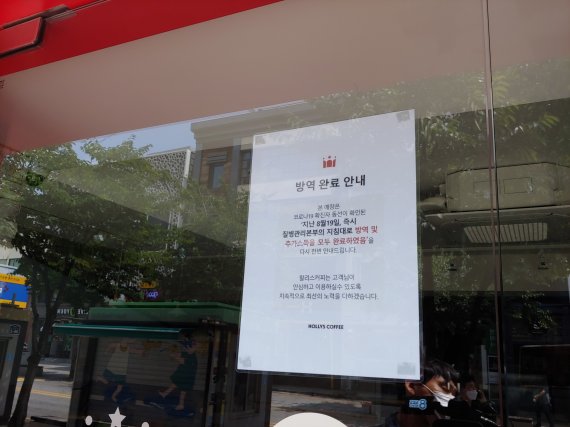 방역 완료 안내
본 매장은
코로나19 확진자 동선이 확인된
'지난 8월19일, 즉시
질병관리본부의 지침대로 방역 및
추가소독을 모두 완료하였음'을
다시 한번 안내드립니다.
할리스커피는 고객님이
안심하고 이용하실수 있도록
지속적으로 최선의 노력을 다하겠습니다.
HOLLYS COFFEE